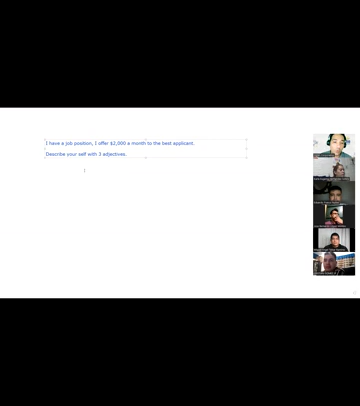 I have a job position, I offer $2,000 a month to the best applicant.
Describe your self with 3 adjectives.